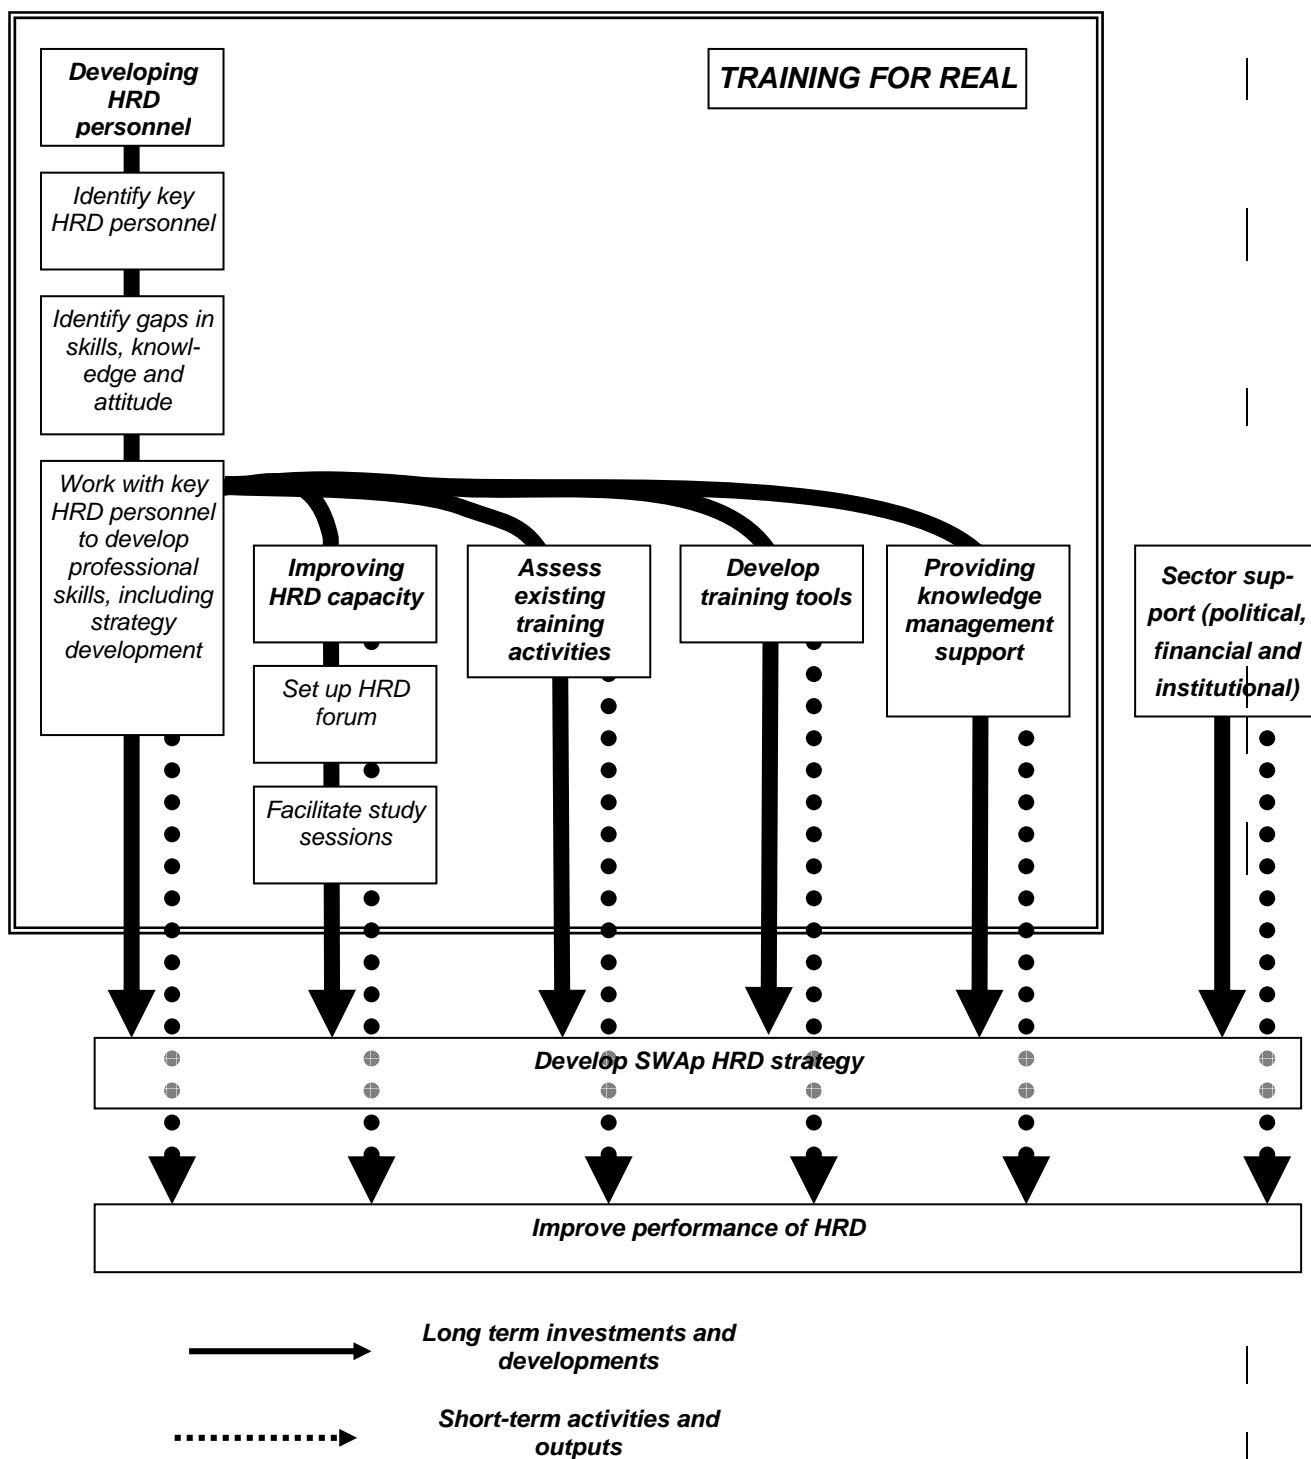 Developing
HRD
personnel
TRAINING FOR REAL
Identify key
HRD personnel
Identify gaps in
skills, knowl-
edge and
attitude
Work with key
HRD personnel
to develop
professional
skills, including
strategy
development
Improving
HRD capacity
Set up HRD
forum
Facilitate study
sessions
Assess
existing
training
activities
Develop
training tools
Providing
knowledge
management
support
Sector sup-
port (political,
financial and
institutional)
Develop SWAp HRD strategy
Improve performance of HRD
Long term investments and
developments
Short-term activities and
outputs